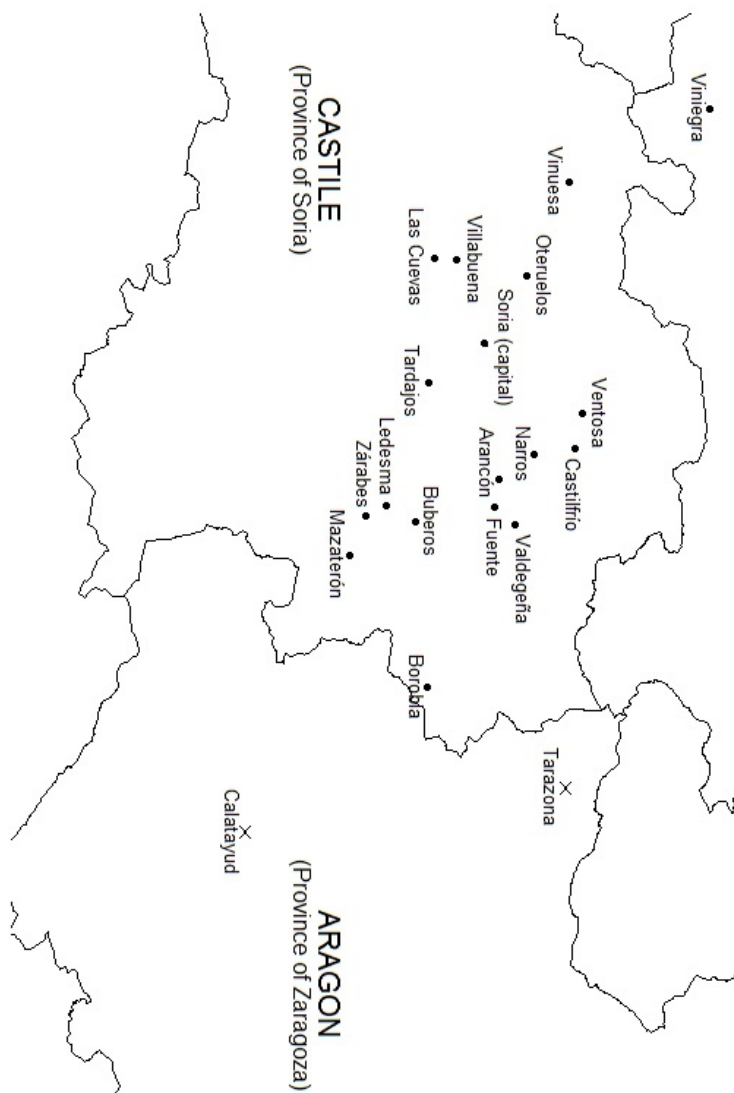 Viniegra
Vinuesa
Oteruelos
Villabuena
Las Cuevas
Soria (capital)
Tardajos
Ventosa
Castilfrío
Narros
Arancón
Fuente
Valdegeña
Buberos
Ledesma
Zárabes
Mazaterón
Borobia
Tarazona
Calatayud
CASTILE
(Province of Soria)
ARAGON
(Province of Zaragoza)